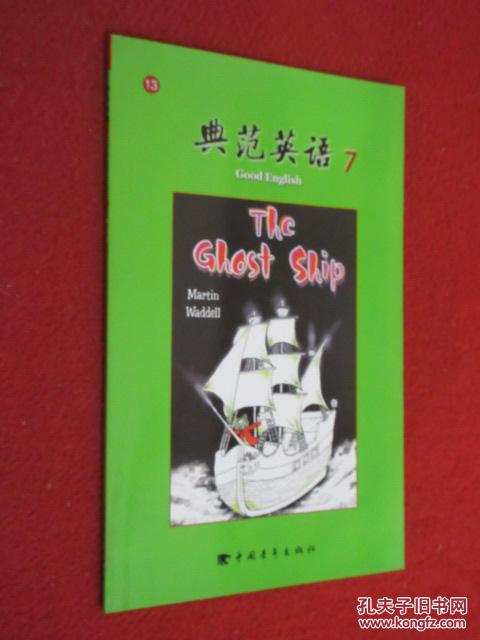 13
典范英语 7
Good English
The
Ghost Ship
Martin
Waddell
中国青年出版社
孔夫子旧书网
www.kongfz.com